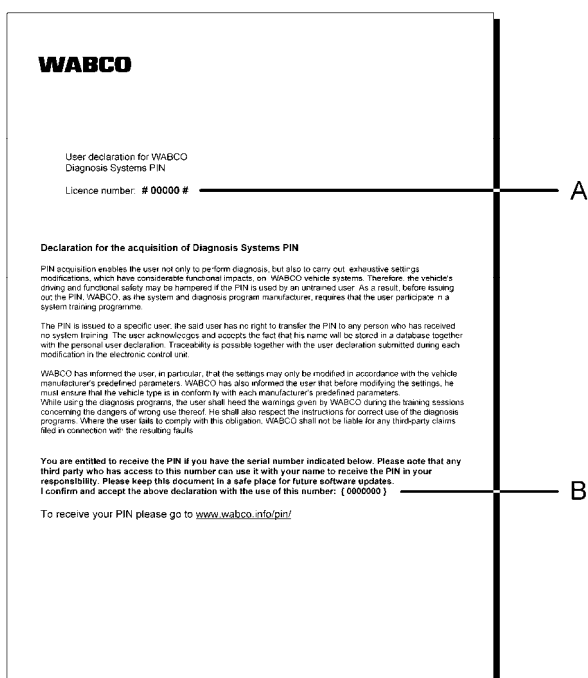 WABCO
User declaration for WABCO
Diagnosis Systems PIN
Licence number: # 00000 #
A
Declaration for the acquisition of Diagnosis Systems PIN
PIN acquisition enables the user not only to perform diagnosis, but also to carry out exhaustive settings
modifications, which have considerable functional impacts, on WABCO vehicle systems. Therefore, the vehicle's
driving and functional safety may be hampered if the PIN is used by an untrained user. As a result, before issuing
out the PIN, WABCO, as the system and diagnosis program manufacturer, requires that the user participate in a
system training programme.
The PIN is issued to a specific user; the said user has no right to transfer the PIN to any person who has received
no system training. The user acknowledges and accepts the fact that his name will be stored in a database together
with the personal user declaration. Traceability is possible together with the user declaration submitted during each
modification in the electronic control unit.
WABCO has informed the user, in particular, that the settings may only be modified in accordance with the vehicle
manufacturer's predefined parameters. WABCO has also informed the user that before modifying the settings, he
must ensure that the vehicle type is in conformity with each manufacturer's predefined parameters.
While using the diagnosis programs, the user shall heed the warnings given by WABCO during the training sessions
concerning the dangers of wrong use thereof. He shall also respect the instructions for correct use of the diagnosis
programs. Where the user fails to comply with this obligation. WABCO shall not be liable for any third-party claims
filed in connection with the resulting faults
You are entitled to receive the PIN if you have the serial number indicated below. Please note that any
third party who has access to this number can use it with your name to receive the PIN in your
responsibility. Please keep this document in a safe place for future software updates.
I confirm and accept the above declaration with the use of this number: ( 0000000 )
B
To receive your PIN please go to www.wabco.info/pin/